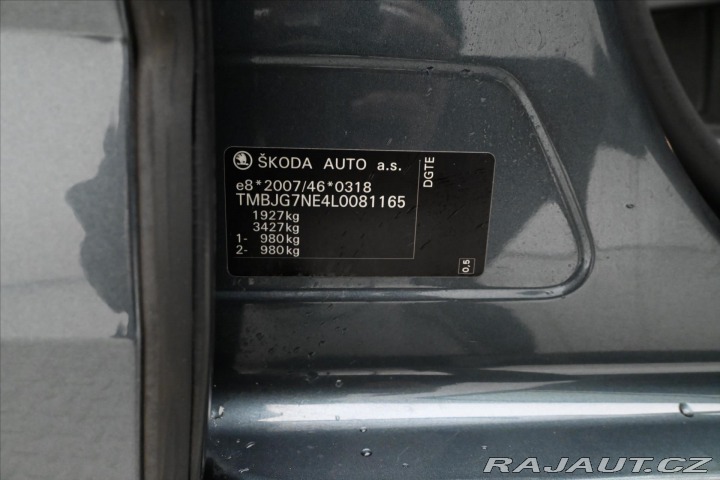 ŠKODA AUTO a.s.
e8*2007/46*0318
TMBJG7NE4L0081165
1927kg
3427kg
1- 980kg
2- 980kg
DGTE
0,5
RAJAUT.CZ